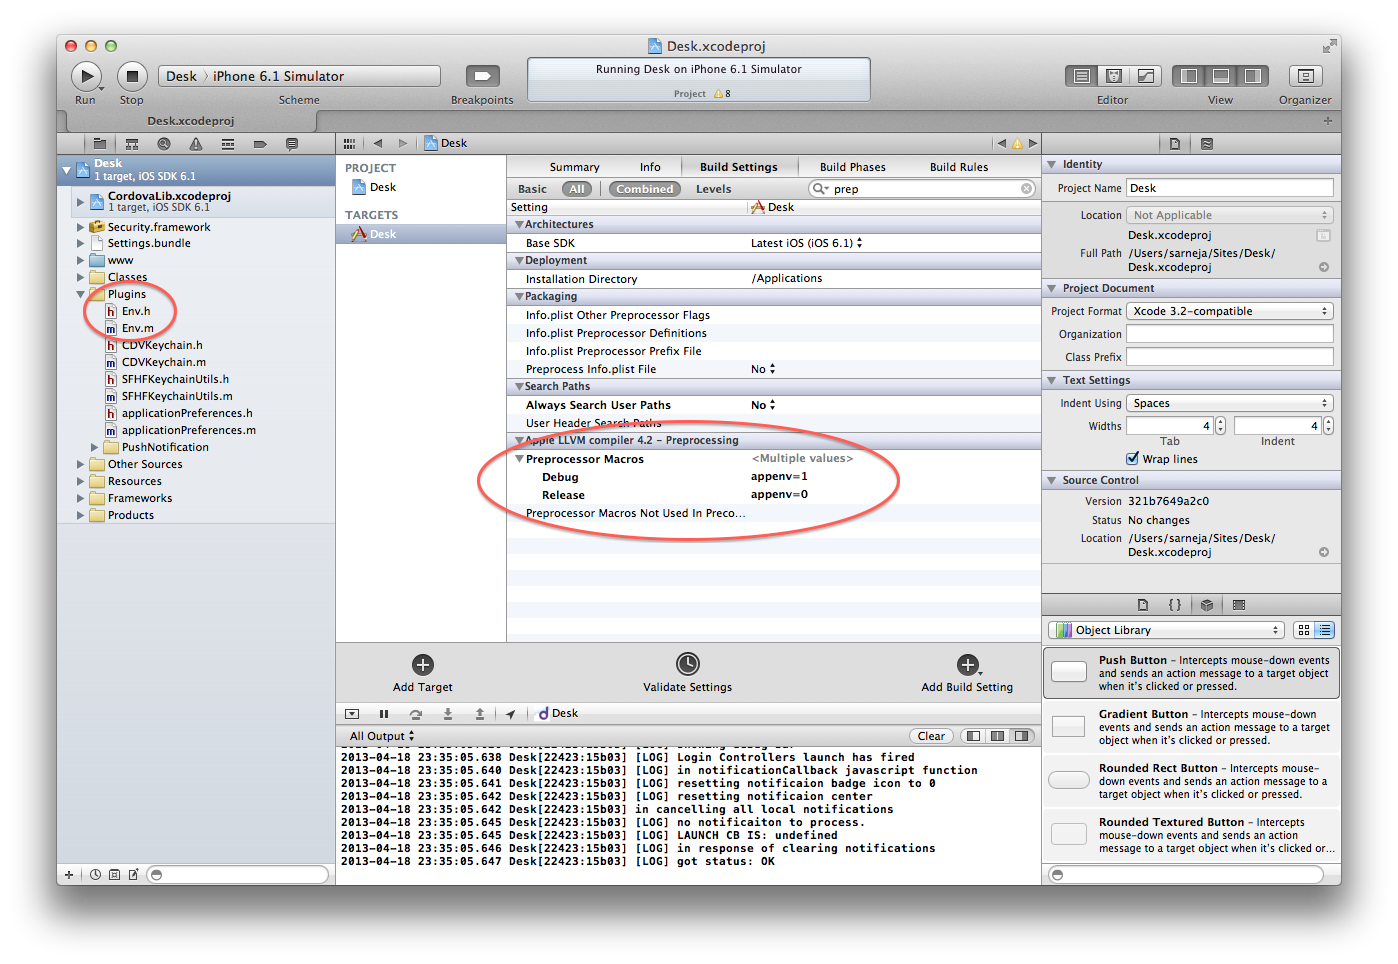 Desk.xcodeproj
Desk 〉iPhone 6.1 Simulator
Running Desk on iPhone 6.1 Simulator
Project 8
Run
Stop
Scheme
Breakpoints
Editor
View
Organizer
Desk.xcodeproj
Desk
1 target, iOS SDK 6.1
CordovaLib.xcodeproj
1 target, iOS SDK 6.1
Security.framework
Settings.bundle
www
Classes
Plugins
h Env.h
m Env.m
h CDVKeychain.h
m CDVKeychain.m
h SFHFKeychainUtils.h
m SFHFKeychainUtils.m
h applicationPreferences.h
m applicationPreferences.m
PushNotification
Other Sources
Resources
Frameworks
Products
Desk
PROJECT
Desk
TARGETS
Desk
Summary Info Build Settings Build Phases Build Rules
Basic All Combined Levels prep
Setting Desk
Architectures
Base SDK Latest iOS (iOS 6.1)
Deployment
Installation Directory /Applications
Packaging
Info.plist Other Preprocessor Flags
Info.plist Preprocessor Definitions
Info.plist Preprocessor Prefix File
Preprocess Info.plist File No
Search Paths
Always Search User Paths No
User Header Search Paths
Apple LLVM compiler 4.2 – Preprocessing
Preprocessor Macros <Multiple values>
Debug appenv=1
Release appenv=0
Preprocessor Macros Not Used In Preco...
Add Target
Validate Settings
Add Build Setting
Desk
All Output
Clear
2013-04-18 23:35:05.638 Desk[22423:15b03] [LOG] Login Controllers launch has fired
2013-04-18 23:35:05.640 Desk[22423:15b03] [LOG] in notificationCallback javascript function
2013-04-18 23:35:05.641 Desk[22423:15b03] [LOG] resetting notificaion badge icon to 0
2013-04-18 23:35:05.642 Desk[22423:15b03] [LOG] resetting notification center
2013-04-18 23:35:05.642 Desk[22423:15b03] in cancelling all local notifications
2013-04-18 23:35:05.645 Desk[22423:15b03] [LOG] no notificaiton to process.
2013-04-18 23:35:05.645 Desk[22423:15b03] [LOG] LAUNCH CB IS: undefined
2013-04-18 23:35:05.646 Desk[22423:15b03] [LOG] in response of clearing notifications
2013-04-18 23:35:05.647 Desk[22423:15b03] [LOG] got status: OK
Identity
Project Name Desk
Location Not Applicable
Desk.xcodeproj
Full Path /Users/sarneja/Sites/Desk/
Desk.xcodeproj
Project Document
Project Format Xcode 3.2-compatible
Organization
Class Prefix
Text Settings
Indent Using Spaces
Widths 4 4
Tab Indent
Wrap lines
Source Control
Version 321b7649a2c0
Status No changes
Location /Users/sarneja/Sites/Desk/
Desk.xcodeproj
{ }
Object Library
Push Button – Intercepts mouse-down events
and sends an action message to a target object
when it's clicked or pressed.
Gradient Button – Intercepts mouse-down
events and sends an action message to a target
object when it's clicked or pressed.
Rounded Rect Button – Intercepts mouse-
down events and sends an action message to a
target object when it's clicked or pressed.
Rounded Textured Button – Intercepts
mouse-down events and sends an action
message to a target object when it's clicked or...